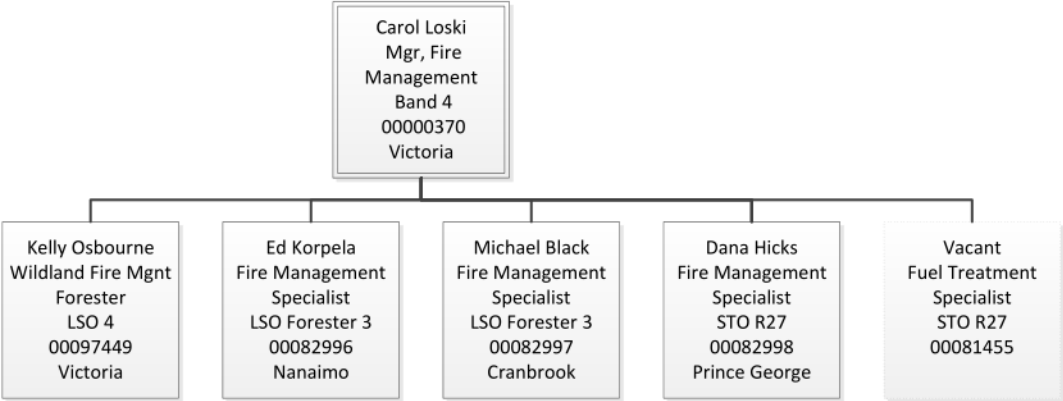 Carol Loski
Mgr, Fire
Management
Band 4
00000370
Victoria
Kelly Osbourne
Wildland Fire Mgnt
Forester
LSO 4
00097449
Victoria
Ed Korpela
Fire Management
Specialist
LSO Forester 3
00082996
Nanaimo
Michael Black
Fire Management
Specialist
LSO Forester 3
00082997
Cranbrook
Dana Hicks
Fire Management
Specialist
STO R27
00082998
Prince George
Vacant
Fuel Treatment
Specialist
STO R27
00081455